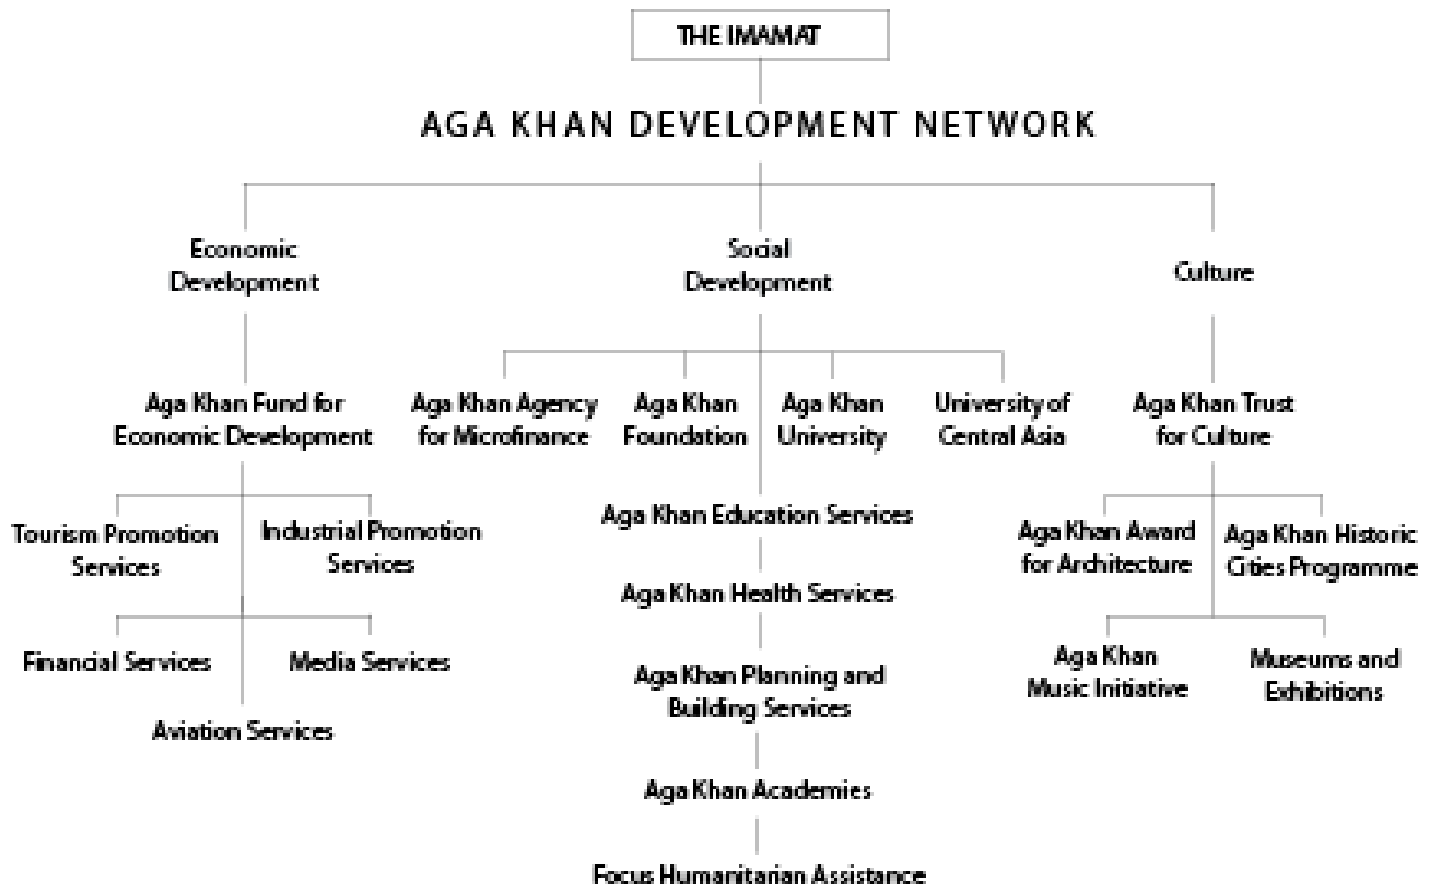 THE IMAMAT
AGA KHAN DEVELOPMENT NETWORK
Economic
Development
Social
Development
Culture
Aga Khan Fund for
Economic Development
Aga Khan Agency
for Microfinance
Aga Khan
Foundation
Aga Khan
University
University of
Central Asia
Aga Khan Trust
for Culture
Tourism Promotion
Services
Industrial Promotion
Services
Financial Services
Media Services
Aviation Services
Aga Khan Education Services
Aga Khan Health Services
Aga Khan Planning and
Building Services
Aga Khan Academies
Focus Humanitarian Assistance
Aga Khan Award
for Architecture
Aga Khan Historic
Cities Programme
Aga Khan
Music Initiative
Museums and
Exhibitions